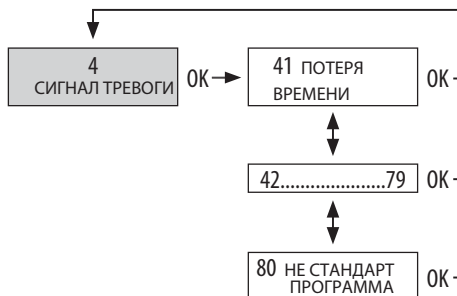 4
СИГНАЛ ТРЕВОГИ
OK
41 ПОТЕРЯ
ВРЕМЕНИ
OK
42.....................79
OK
80 НЕ СТАНДАРТ
ПРОГРАММА
OK